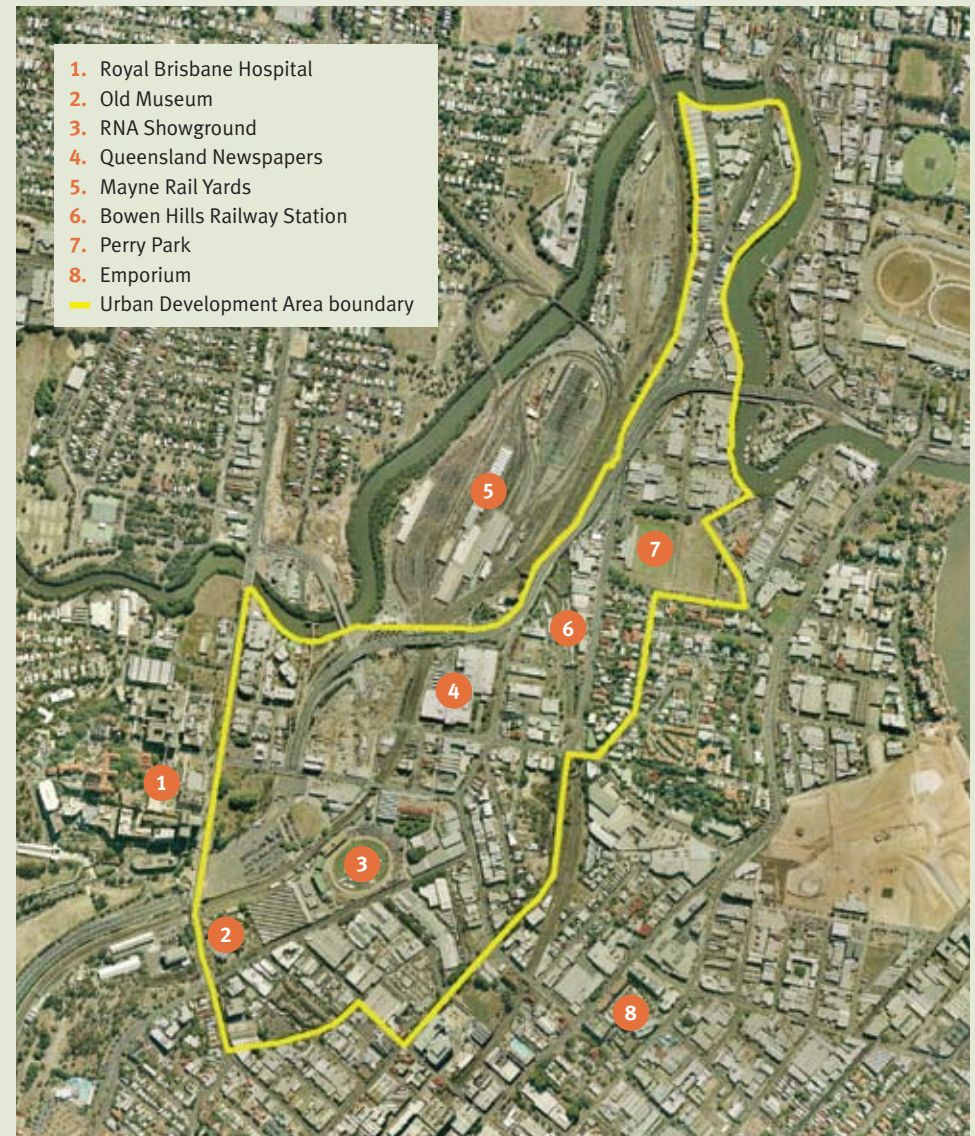 1. Royal Brisbane Hospital
2. Old Museum
3. RNA Showground
4. Queensland Newspapers
5. Mayne Rail Yards
6. Bowen Hills Railway Station
7. Perry Park
8. Emporium
Urban Development Area boundary
5
7
6
4
1
3
2
8